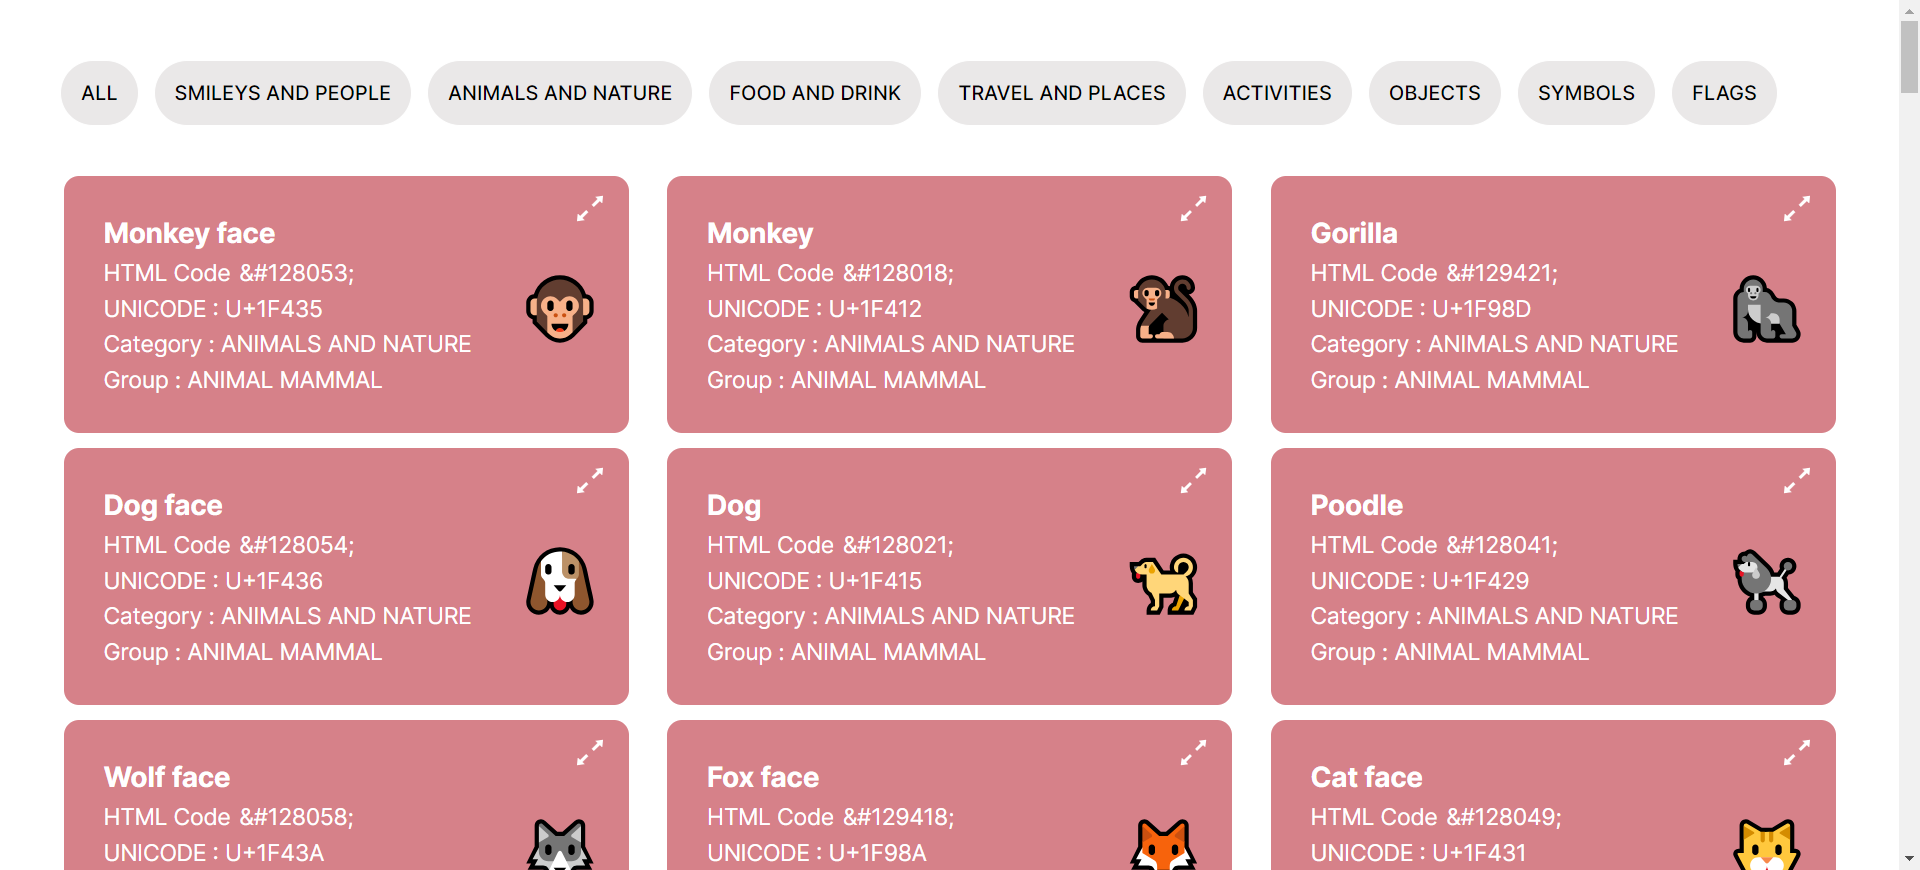 ALL
SMILEYS AND PEOPLE
ANIMALS AND NATURE
FOOD AND DRINK
TRAVEL AND PLACES
ACTIVITIES
OBJECTS
SYMBOLS
FLAGS
Monkey face
HTML Code &#128053;
UNICODE : U+1F435
Category : ANIMALS AND NATURE
Group : ANIMAL MAMMAL
Monkey
HTML Code &#128018;
UNICODE : U+1F412
Category : ANIMALS AND NATURE
Group : ANIMAL MAMMAL
Gorilla
HTML Code &#129421;
UNICODE : U+1F98D
Category : ANIMALS AND NATURE
Group : ANIMAL MAMMAL
Dog face
HTML Code &#128054;
UNICODE : U+1F436
Category : ANIMALS AND NATURE
Group : ANIMAL MAMMAL
Dog
HTML Code &#128021;
UNICODE : U+1F415
Category : ANIMALS AND NATURE
Group : ANIMAL MAMMAL
Poodle
HTML Code &#128041;
UNICODE : U+1F429
Category : ANIMALS AND NATURE
Group : ANIMAL MAMMAL
Wolf face
HTML Code &#128058;
UNICODE : U+1F43A
Fox face
HTML Code &#129418;
UNICODE : U+1F98A
Cat face
HTML Code &#128049;
UNICODE : U+1F431